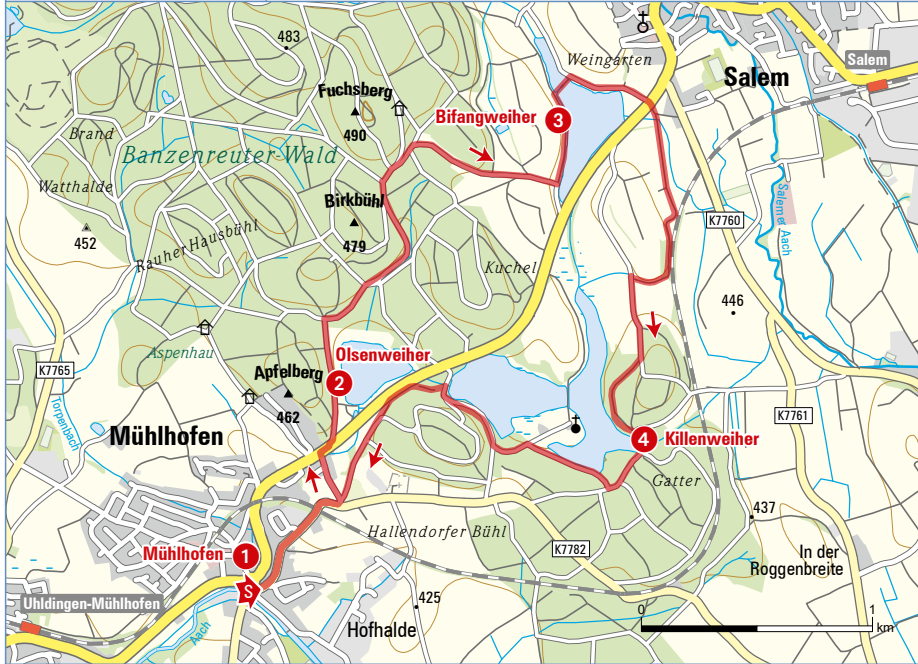 483
Weingarten
Salem
Salem
Fuchsberg
490
Bifangweiher
3
Brand
Banzenreuter-Wald
Watthalde
Birkbühl
479
452
Rauher Hausbühl
K7760
Salemer Aach
Kuchel
446
Aspenhau
Olsenweiher
2
K7765
Torpenbach
Apfelberg
462
K7761
Mühlhofen
4
Killenweiher
Gatter
437
Hallendorfer Bühl
K7782
In der
Roggenbreite
Mühlhofen
1
S
Uhldingen-Mühlhofen
Aach
425
Hofhalde
0
1
km